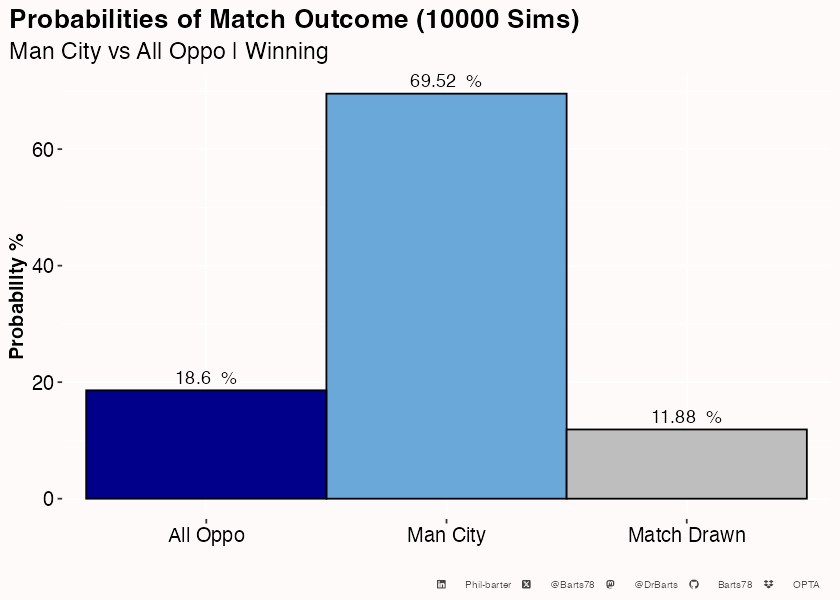 Probabilities of Match Outcome (10000 Sims)
Man City vs All Oppo | Winning
69.52 %
60
Probability %
40
18.6 %
20
11.88 %
0
All Oppo Man City Match Drawn
Phil-barter @Barts78 @DrBarts Barts78 OPTA